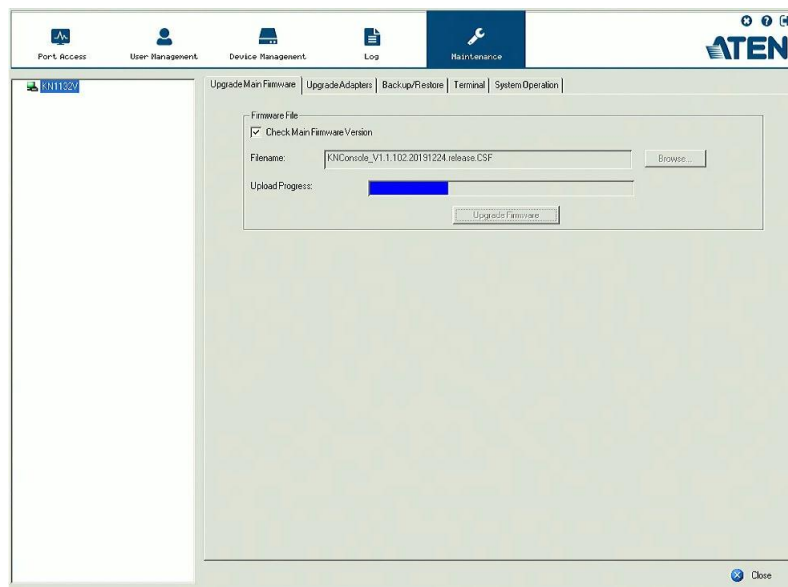 ATEN
Port Access
User Management
Device Management
Log
Maintenance
KN1132V
Upgrade Main Firmware
Upgrade Adapters
Backup/Restore
Terminal
System Operation
Firmware File
Check Main Firmware Version
Filename:
KNConsole_V1.1.102.20191224.release.CSF
Browse...
Upload Progress:
Upgrade Firmware
Close